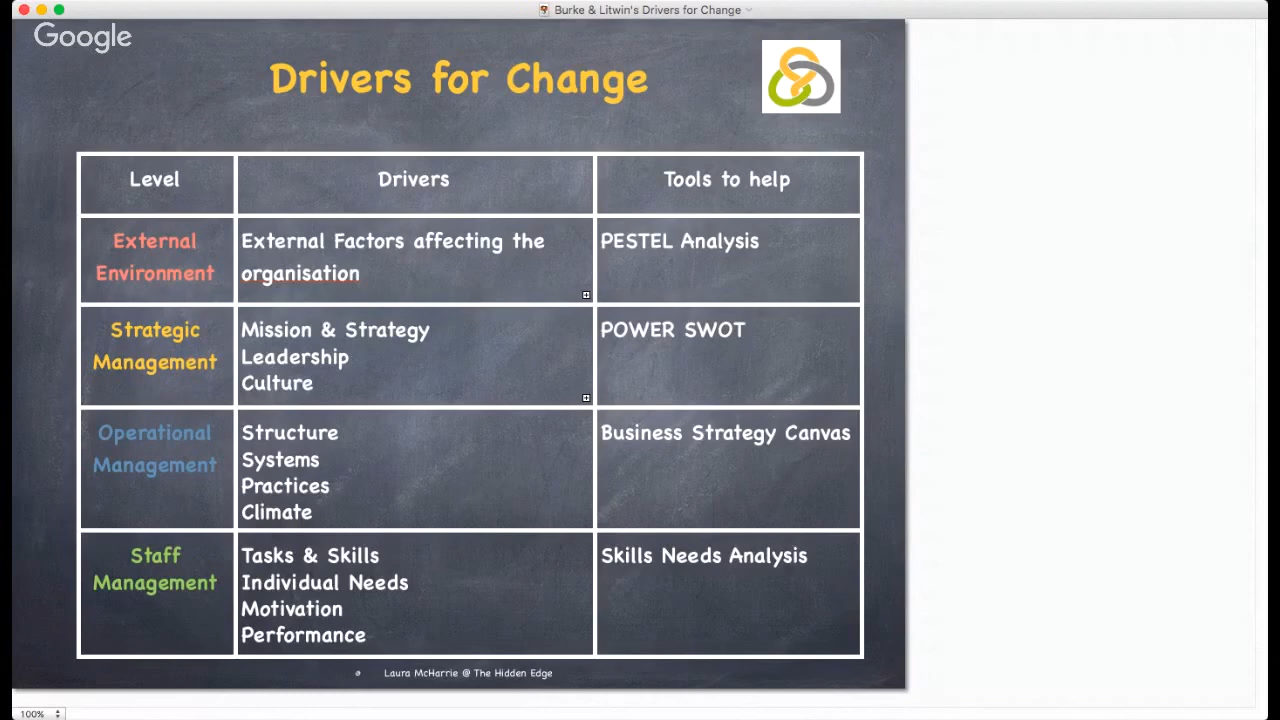 Burke & Litwin's Drivers for Change
Google
Drivers for Change
Level
Drivers
Tools to help
External
Environment
External Factors affecting the
organisation
PESTEL Analysis
Strategic
Management
Mission & Strategy
Leadership
Culture
POWER SWOT
Operational
Management
Structure
Systems
Practices
Climate
Business Strategy Canvas
Staff
Management
Tasks & Skills
Individual Needs
Motivation
Performance
Skills Needs Analysis
Laura McHarrie @ The Hidden Edge
100%